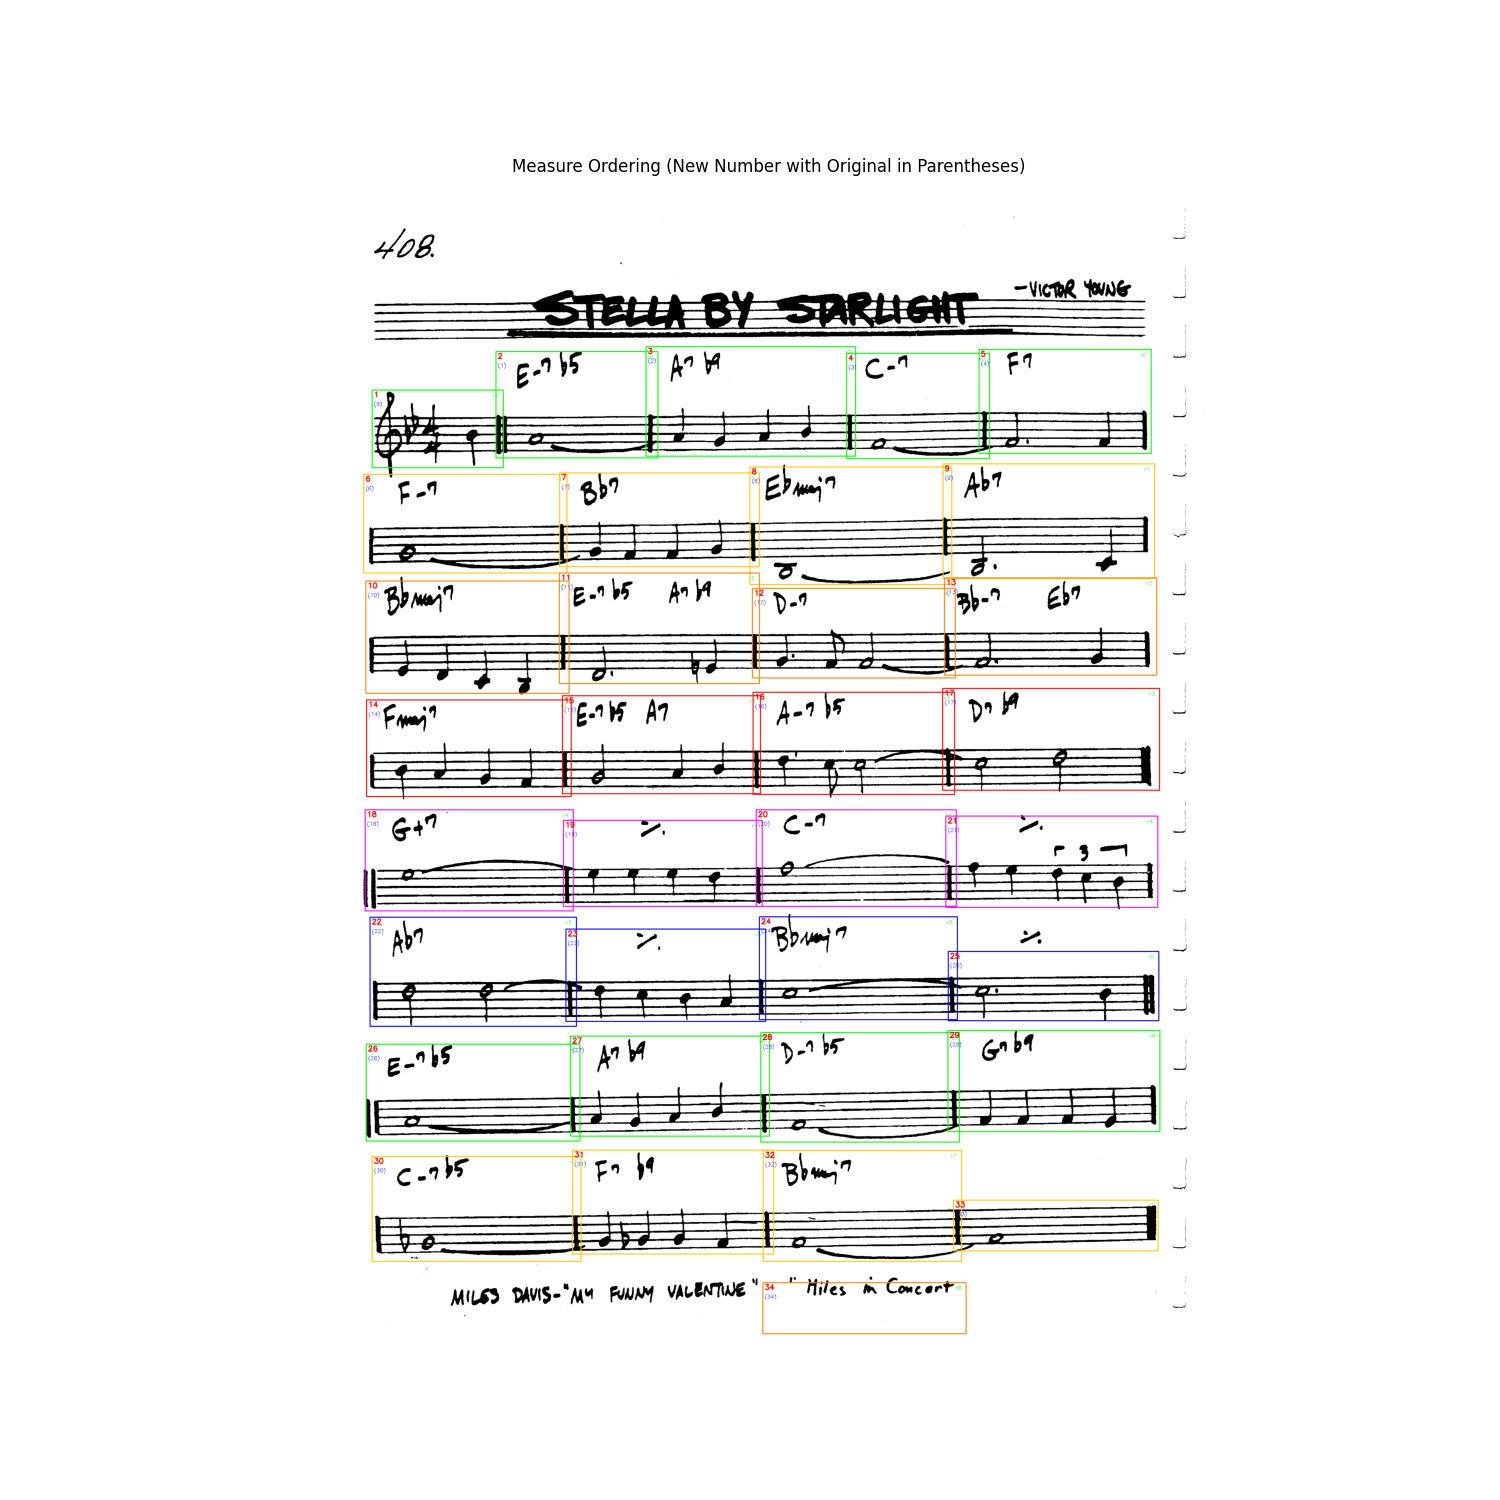 Measure Ordering (New Number with Original in Parentheses)
408.
STELLA BY STARLIGHT
-VICTOR YOUNG
1 (5) 2 (1) E-7 b5 3 (2) A7 b9 4 (3) C-7 5 (4) F7
6 (6) F-7 7 (7) Bb7 8 (8) Ebmaj7 9 (9) Ab7
10 (10) Bbmaj7 11 (11) E-7 b5 A7 b9 12 (12) D-7 13 (13) Bb-7 Eb7
14 (14) Fmaj7 15 (15) E-7 b5 A7 16 (16) A-7 b5 17 (17) D7 b9
18 (18) G+7 19 (19) 20 (20) C-7 21 (21) 3
22 (22) Ab7 23 (23) 24 (24) Bbmaj7 25 (25)
26 (26) E-7 b5 27 (27) A7 b9 28 (28) D-7 b5 29 (29) G7 b9
30 (30) C-7 b5 31 (31) F7 b9 32 (32) Bbmaj7 33
MILES DAVIS-"MY FUNNY VALENTINE" " Miles in Concert
34 (34)